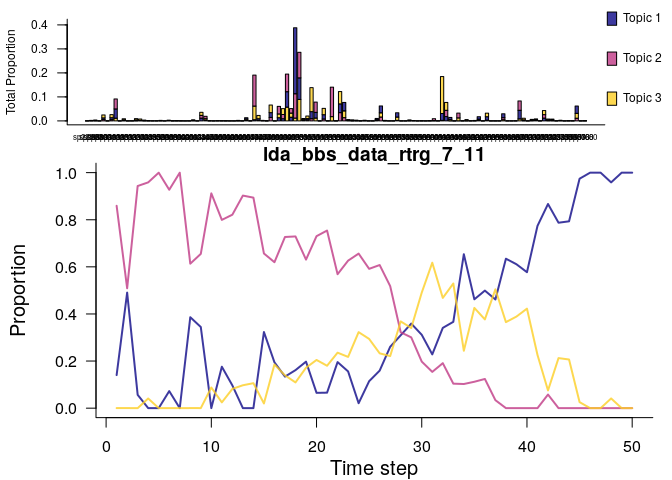 Total Proportion
0.4
0.3
0.2
0.1
0.0
Topic 1
Topic 2
Topic 3
lda_bbs_data_rtrg_7_11
Proportion
1.0
0.8
0.6
0.4
0.2
0.0
0 10 20 30 40 50
Time step